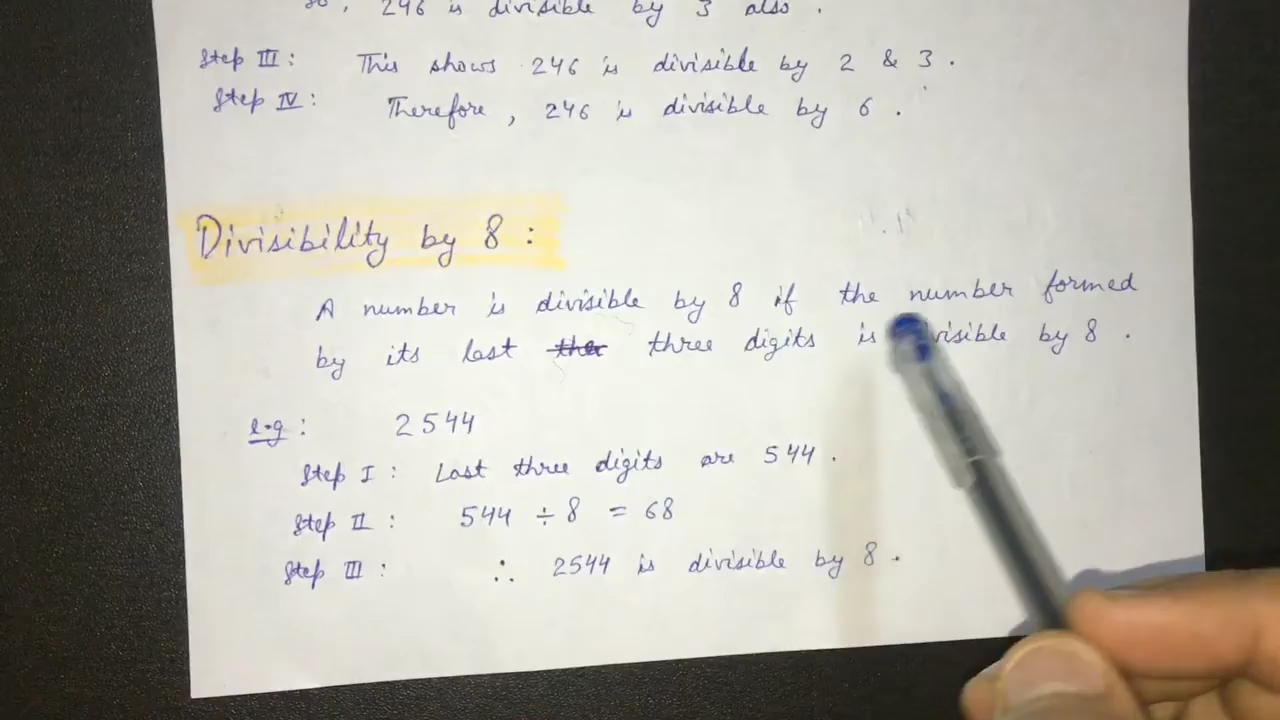 So, 246 is divisible by 3 also.
Step III: This shows 246 is divisible by 2 & 3.
Step IV: Therefore, 246 is divisible by 6.
Divisibility by 8:
A number is divisible by 8 if the number formed
by its last three digits is by 8.
e.g: 2544
Step I: Last three digits are 544.
Step II: 544 ÷ 8 = 68
Step III: ∴ 2544 is divisible by 8.